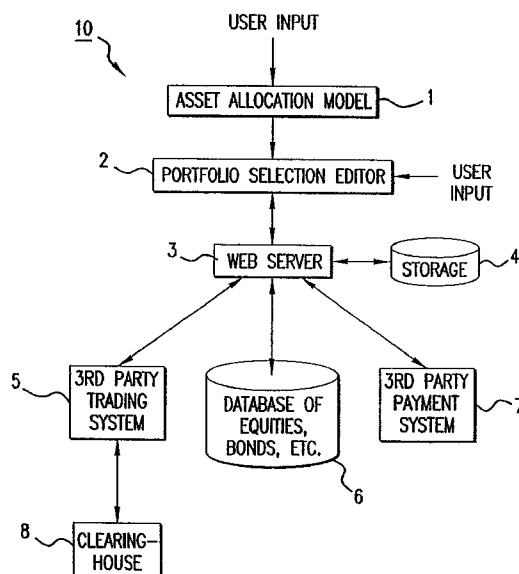 USER INPUT
10
ASSET ALLOCATION MODEL
1
2
PORTFOLIO SELECTION EDITOR
USER
INPUT
3
WEB SERVER
STORAGE
4
5
3RD PARTY
TRADING
SYSTEM
DATABASE OF
EQUITIES,
BONDS, ETC.
6
3RD PARTY
PAYMENT
SYSTEM
7
8
CLEARING-
HOUSE